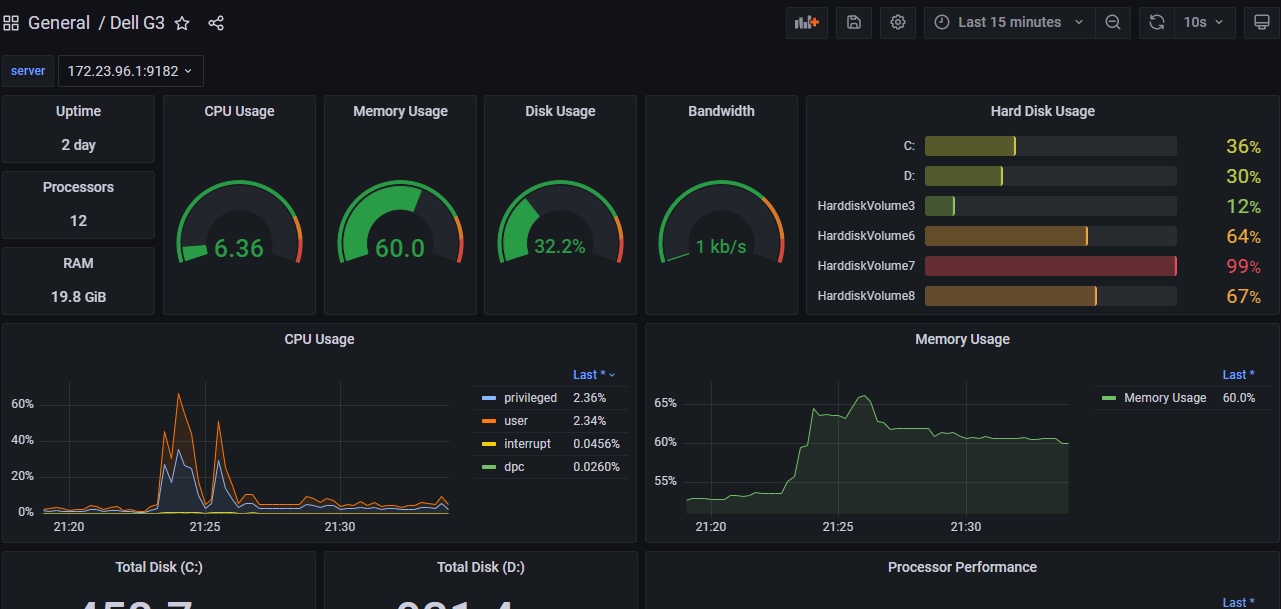 General / Dell G3
Last 15 minutes
10s
server
172.23.96.1:9182
Uptime
2 day
Processors
12
RAM
19.8 GiB
CPU Usage
6.36
Memory Usage
60.0
Disk Usage
32.2%
Bandwidth
1 kb/s
Hard Disk Usage
C: 36%
D: 30%
HarddiskVolume3 12%
HarddiskVolume6 64%
HarddiskVolume7 99%
HarddiskVolume8 67%
CPU Usage
60%
40%
20%
0%
21:20 21:25 21:30
Last *
privileged 2.36%
user 2.34%
interrupt 0.0456%
dpc 0.0260%
Memory Usage
65%
60%
55%
21:20 21:25 21:30
Last *
Memory Usage 60.0%
Total Disk (C:)
Total Disk (D:)
Processor Performance
Last *